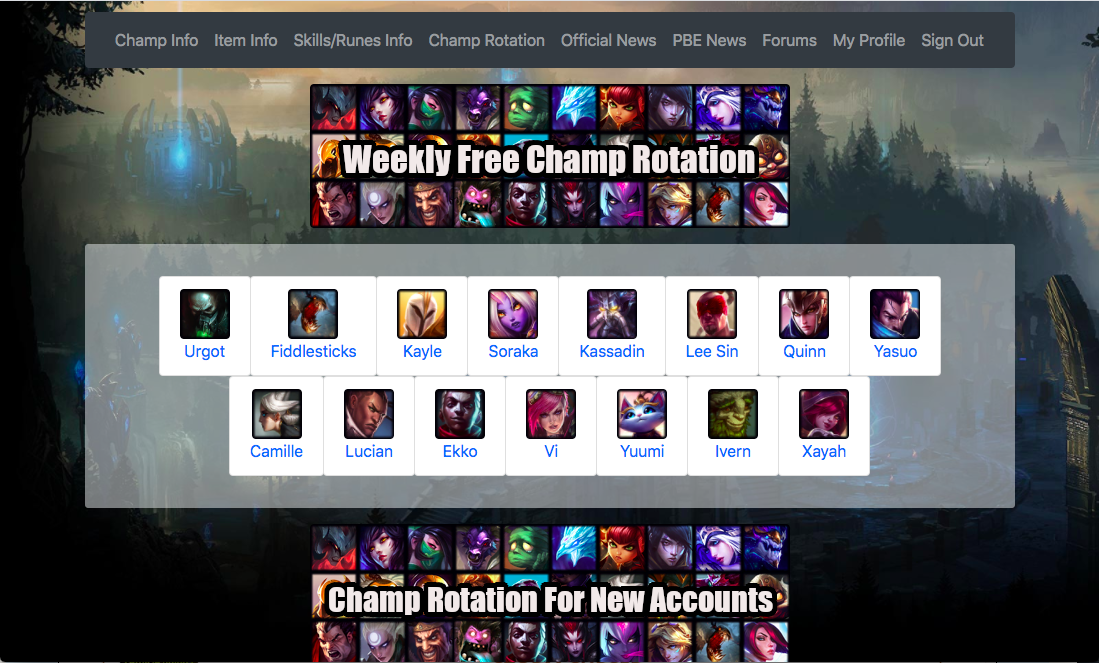 Champ Info Item Info Skills/Runes Info Champ Rotation Official News PBE News Forums My Profile Sign Out
Weekly Free Champ Rotation
Urgot Fiddlesticks Kayle Soraka Kassadin Lee Sin Quinn Yasuo
Camille Lucian Ekko Vi Yuumi Ivern Xayah
Champ Rotation For New Accounts